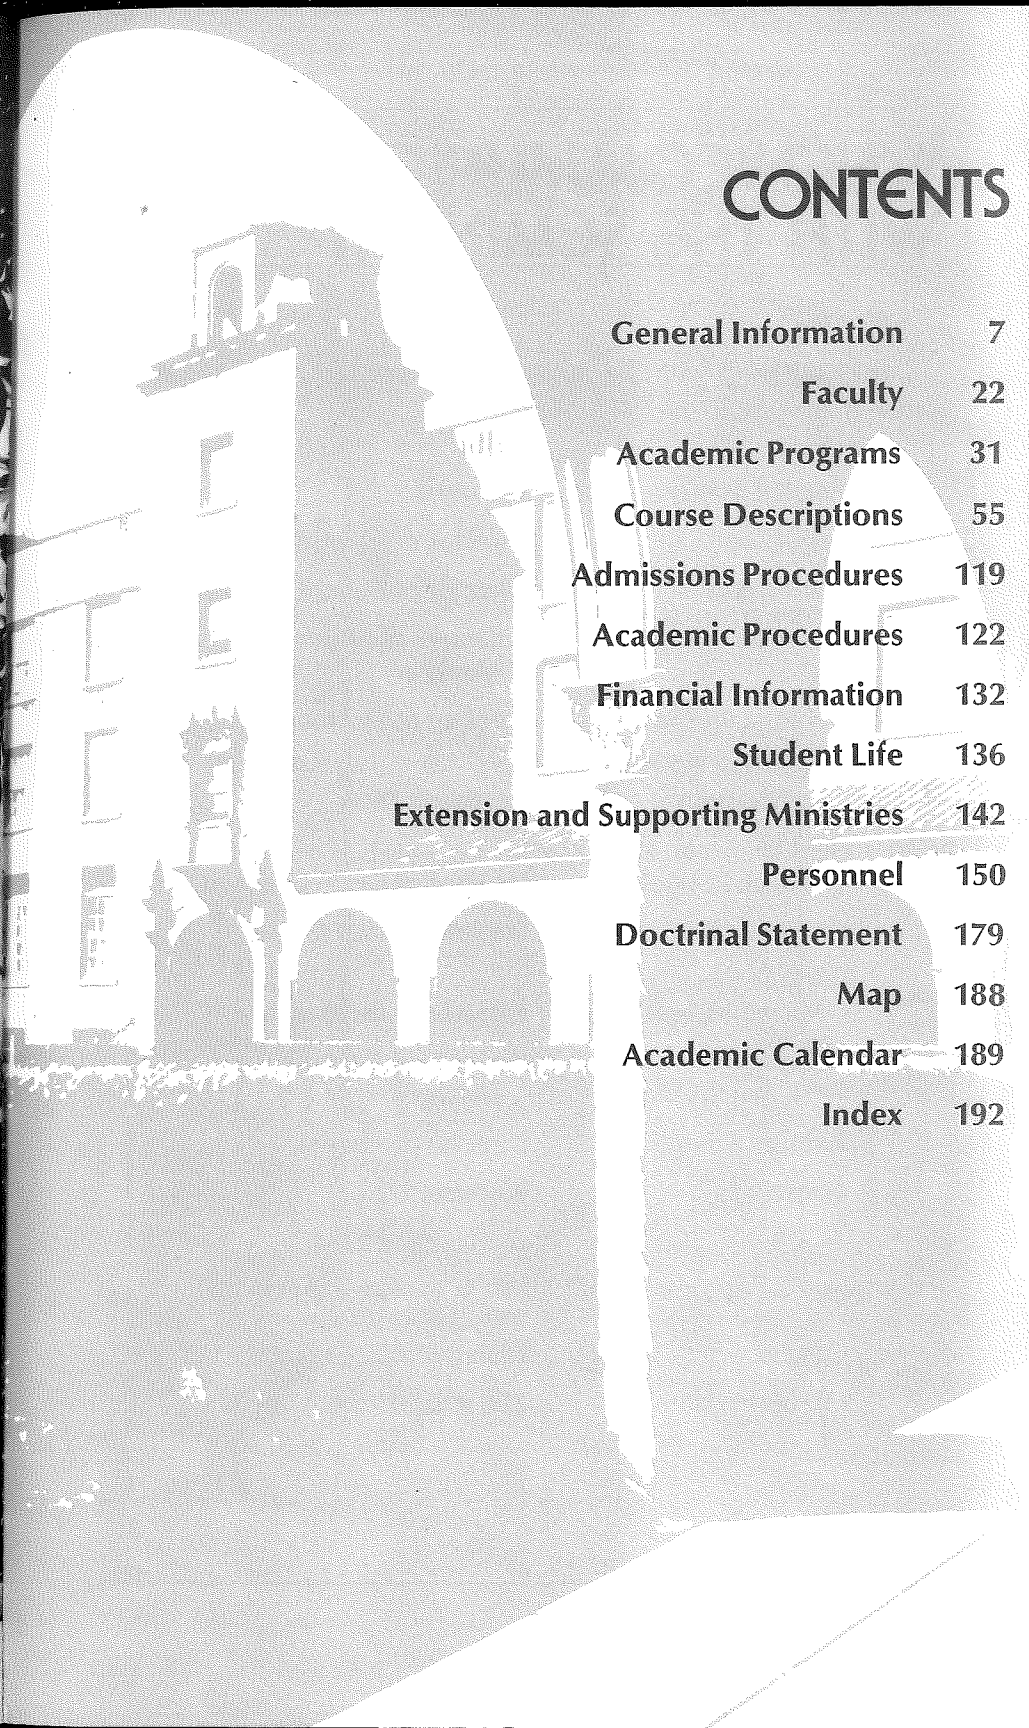 CONTENTS
General Information 7
Faculty 22
Academic Programs 31
Course Descriptions 55
Admissions Procedures 119
Academic Procedures 122
Financial Information 132
Student Life 136
Extension and Supporting Ministries 142
Personnel 150
Doctrinal Statement 179
Map 188
Academic Calendar 189
Index 192